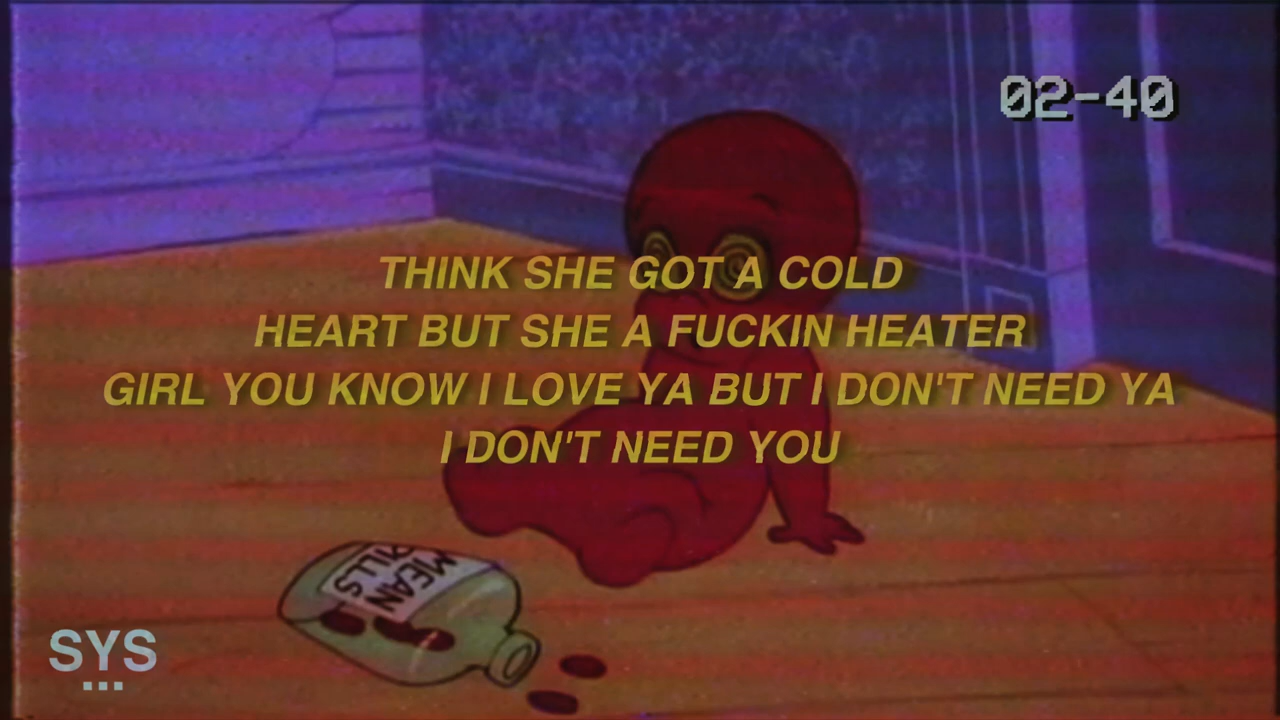 02-40
THINK SHE GOT A COLD
HEART BUT SHE A FUCKIN HEATER
GIRL YOU KNOW I LOVE YA BUT I DON'T NEED YA
I DON'T NEED YOU
MEAN
PILLS
SYS
...